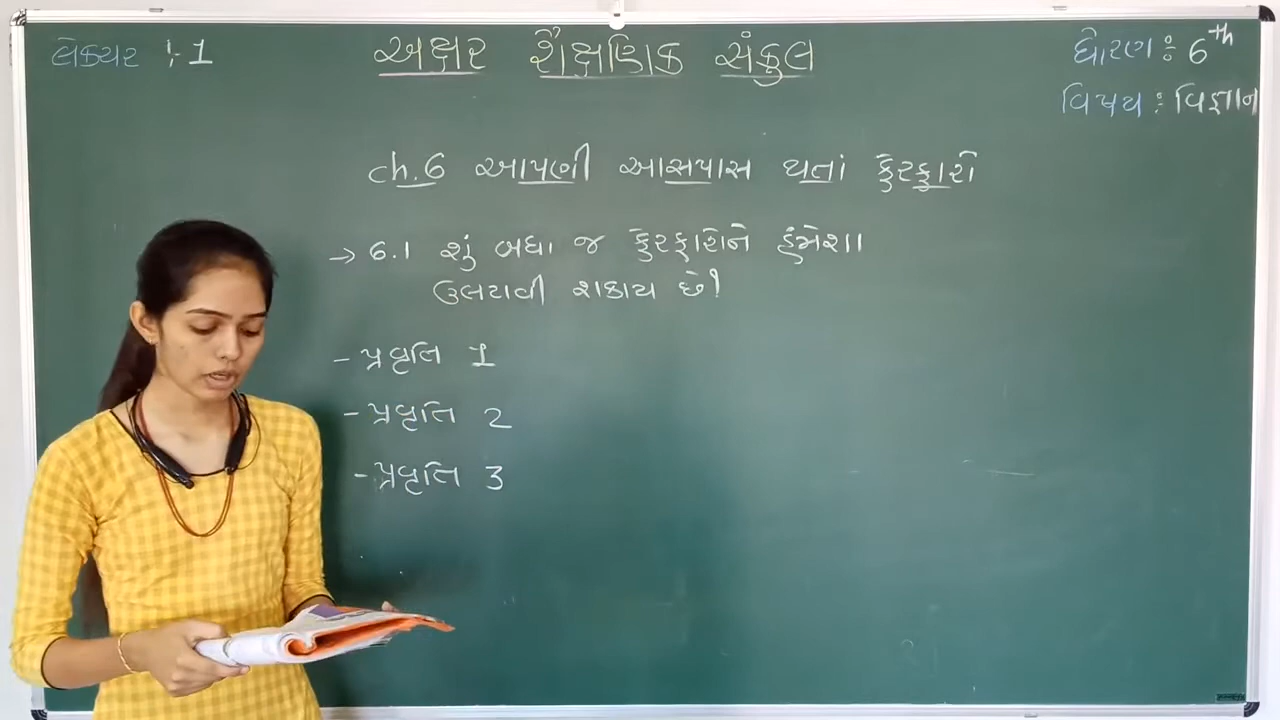 લેક્ચર :- 1
અક્ષર શૈક્ષણિક સંકુલ
ધોરણ : 6th
વિષય : વિજ્ઞાન
ch.6 આપણી આસપાસ થતાં ફેરફારો
→ 6.1 શું બધા જ ફેરફારોને હંમેશા
ઉલટાવી શકાય છે?
- પ્રવૃતિ 1
- પ્રવૃતિ 2
- પ્રવૃતિ 3